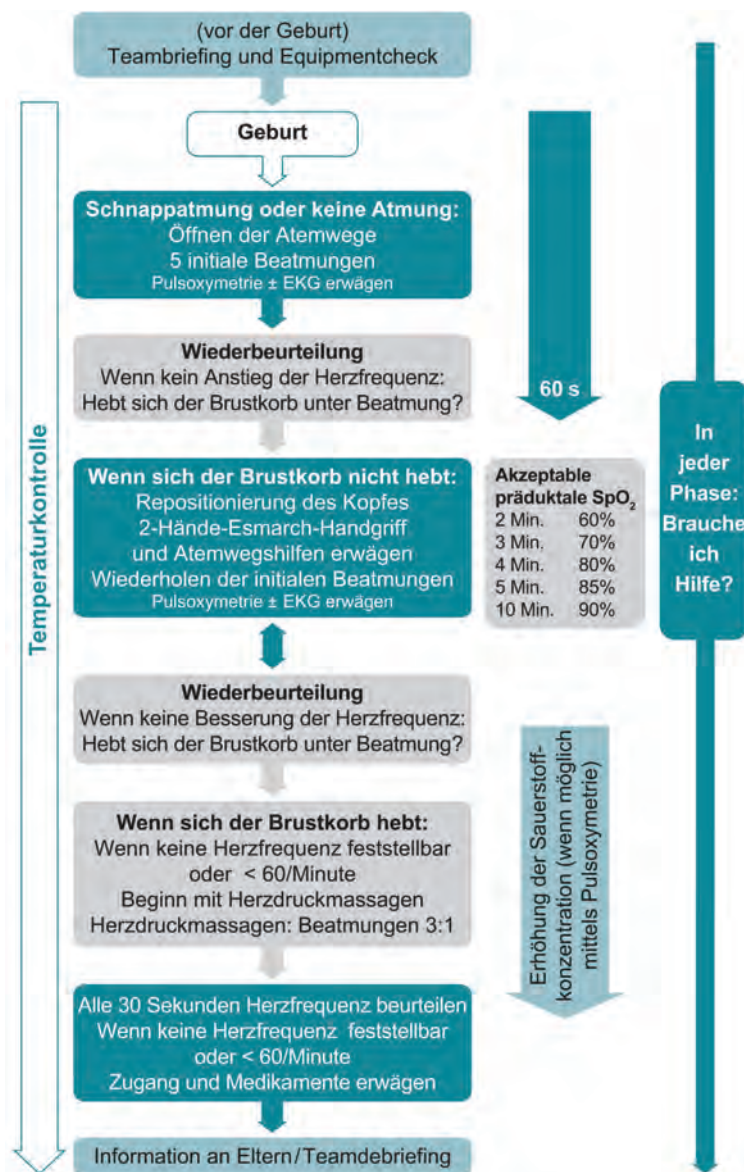 (vor der Geburt)
Teambriefing und Equipmentcheck
Geburt
Schnappatmung oder keine Atmung:
Öffnen der Atemwege
5 initiale Beatmungen
Pulsoxymetrie ± EKG erwägen
Wiederbeurteilung
Wenn kein Anstieg der Herzfrequenz:
Hebt sich der Brustkorb unter Beatmung?
Wenn sich der Brustkorb nicht hebt:
Repositionierung des Kopfes
2-Hände-Esmarch-Handgriff
und Atemwegshilfen erwägen
Wiederholen der initialen Beatmungen
Pulsoxymetrie ± EKG erwägen
Wiederbeurteilung
Wenn keine Besserung der Herzfrequenz:
Hebt sich der Brustkorb unter Beatmung?
Wenn sich der Brustkorb hebt:
Wenn keine Herzfrequenz feststellbar
oder < 60/Minute
Beginn mit Herzdruckmassagen
Herzdruckmassagen: Beatmungen 3:1
Alle 30 Sekunden Herzfrequenz beurteilen
Wenn keine Herzfrequenz feststellbar
oder < 60/Minute
Zugang und Medikamente erwägen
Information an Eltern/Teamdebriefing
Temperaturkontrolle
60 s
Akzeptable
präduktale SpO₂
2 Min. 60%
3 Min. 70%
4 Min. 80%
5 Min. 85%
10 Min. 90%
Erhöhung der Sauerstoff-
konzentration (wenn möglich
mittels Pulsoxymetrie)
In
jeder
Phase:
Brauche
ich
Hilfe?